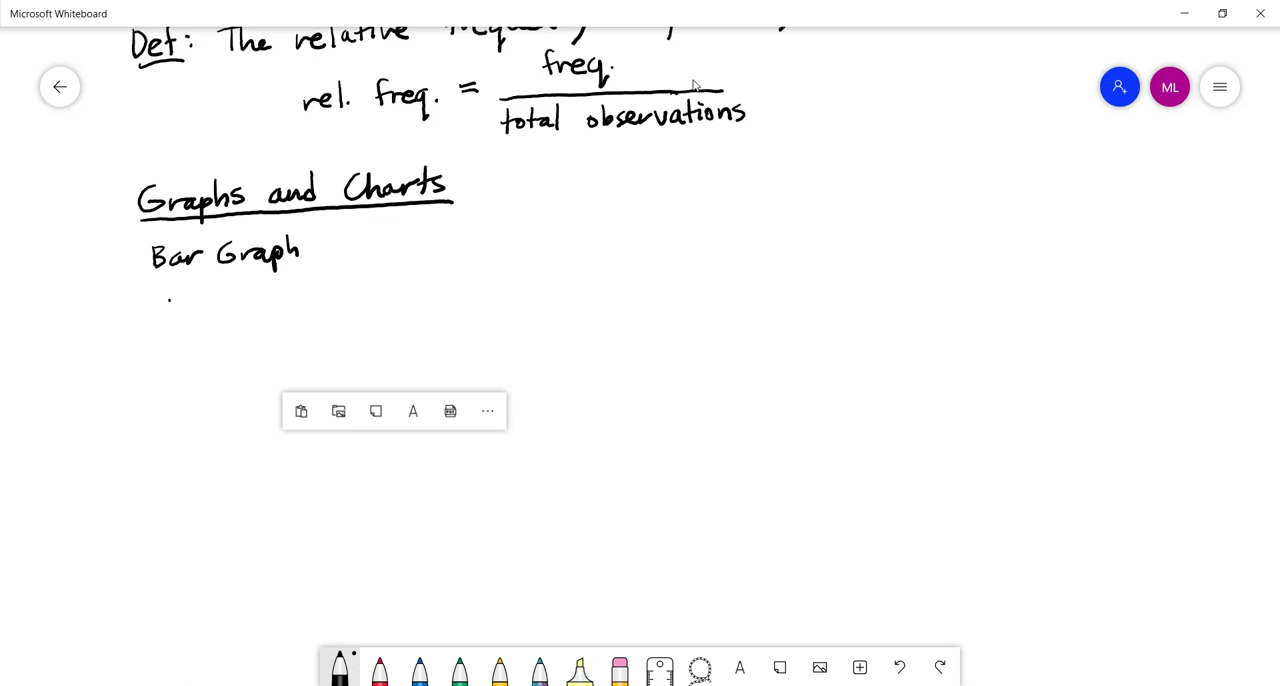 Microsoft Whiteboard
Def: The relative
rel. freq. = freq.
total observations
ML
Graphs and Charts
Bar Graph